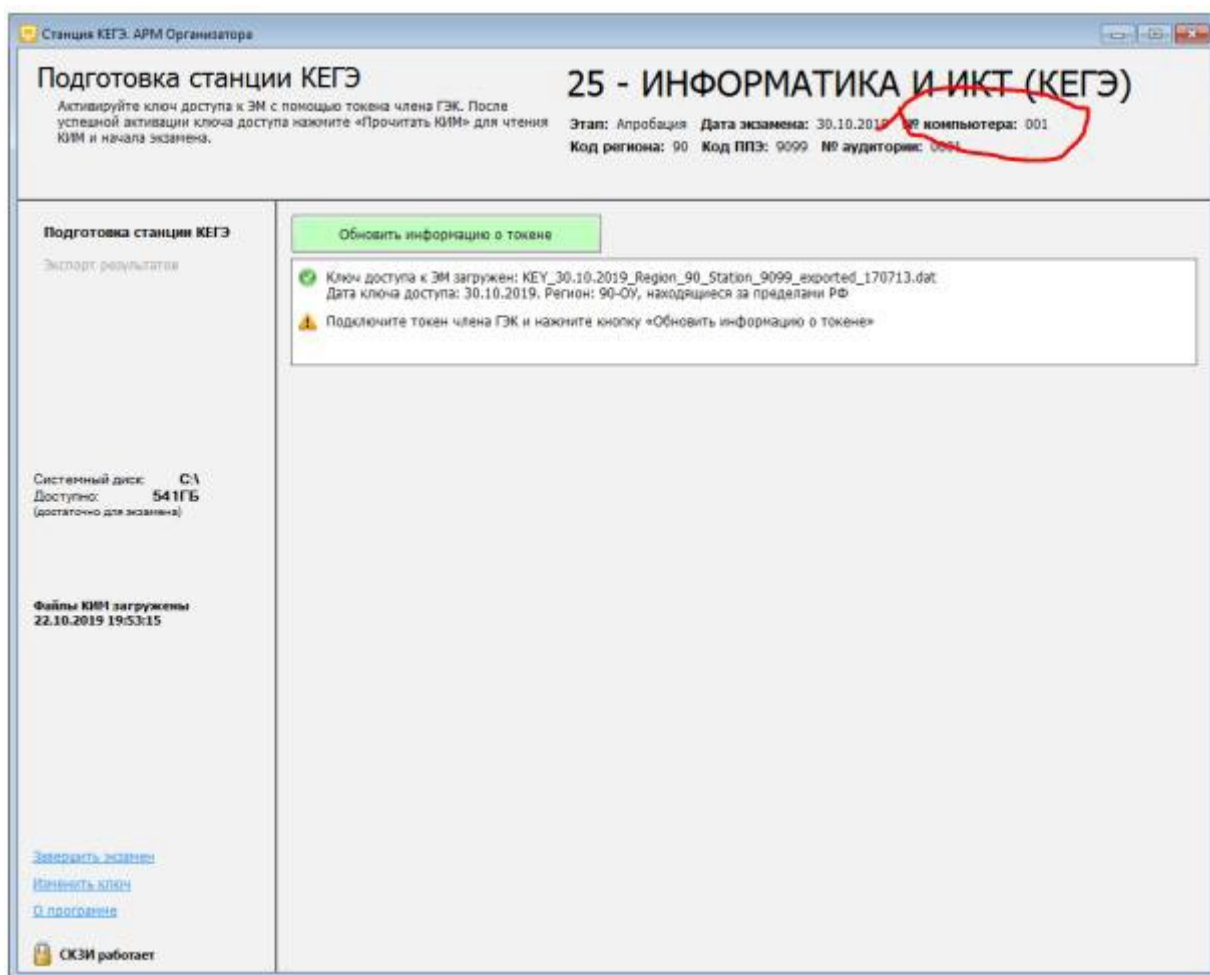 Станция КЕГЭ. АРМ Организатора
Подготовка станции КЕГЭ
Активируйте ключ доступа к ЭМ с помощью токена члена ГЭК. После
успешной активации ключа доступа нажмите «Прочитать КИМ» для чтения
КИМ и начала экзамена.
25 - ИНФОРМАТИКА И ИКТ (КЕГЭ)
Этап: Апробация Дата экзамена: 30.10.2019 № компьютера: 001
Код региона: 90 Код ППЭ: 9099 № аудитории: 0001
Подготовка станции КЕГЭ
Экспорт результатов
Обновить информацию о токене
Ключ доступа к ЭМ загружен: KEY_30.10.2019_Region_90_Station_9099_exported_170713.dat
Дата ключа доступа: 30.10.2019. Регион: 90-ОУ, находящиеся за пределами РФ
Подключите токен члена ГЭК и нажмите кнопку «Обновить информацию о токене»
Системный диск: C:\
Доступно: 541ГБ
(достаточно для экзамена)
Файлы КИМ загружены
22.10.2019 19:53:15
Завершить экзамен
Изменить ключ
О программе
СКЗИ работает